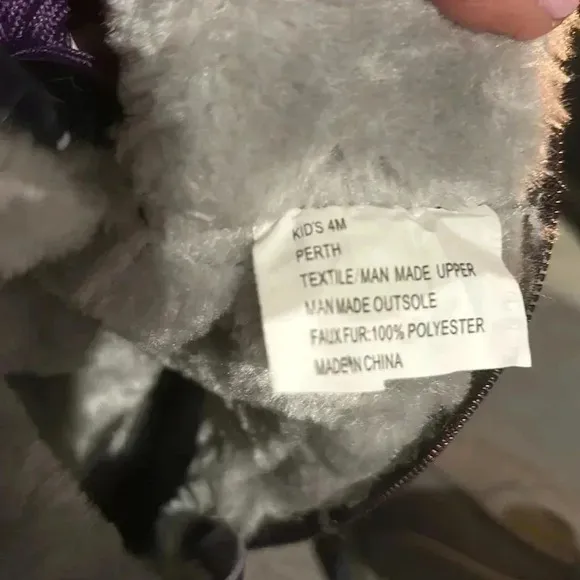 KID'S 4M
PERTH
TEXTILE/MAN MADE UPPER
MAN MADE OUTSOLE
FAUX FUR:100% POLYESTER
MADE IN CHINA